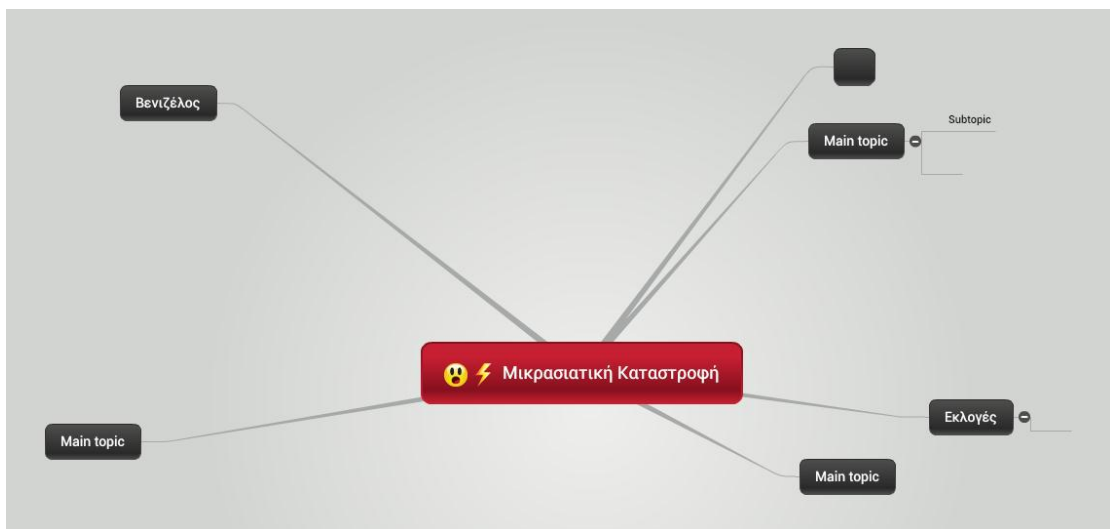 Βενιζέλος
Subtopic
Main topic
Μικρασιατική Καταστροφή
Εκλογές
Main topic
Main topic